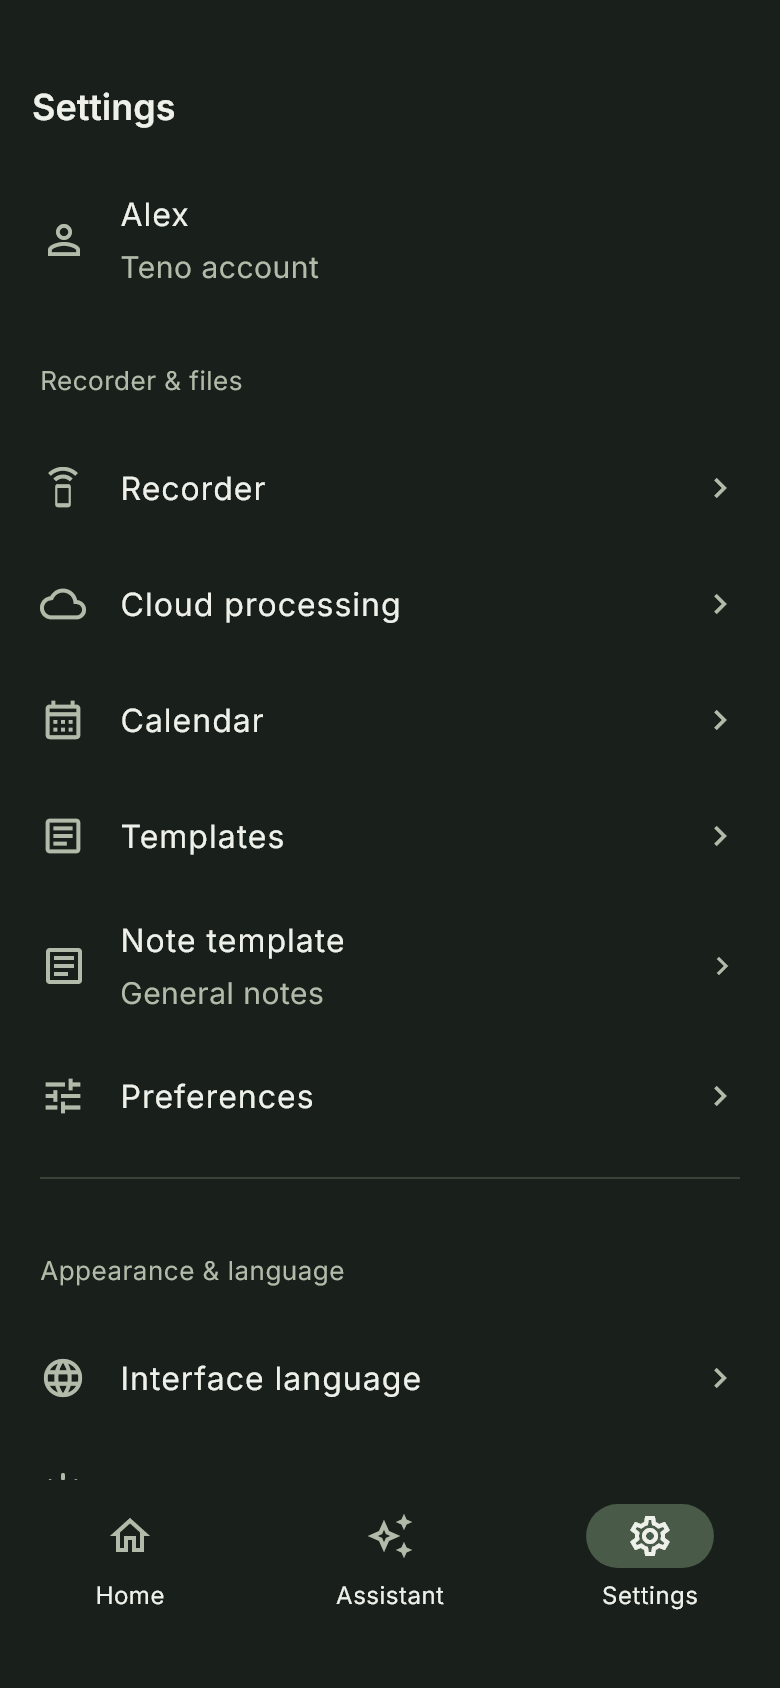 Settings
Alex
Teno account
Recorder & files
Recorder
Cloud processing
Calendar
Templates
Note template
General notes
Preferences
Appearance & language
Interface language
Home
Assistant
Settings